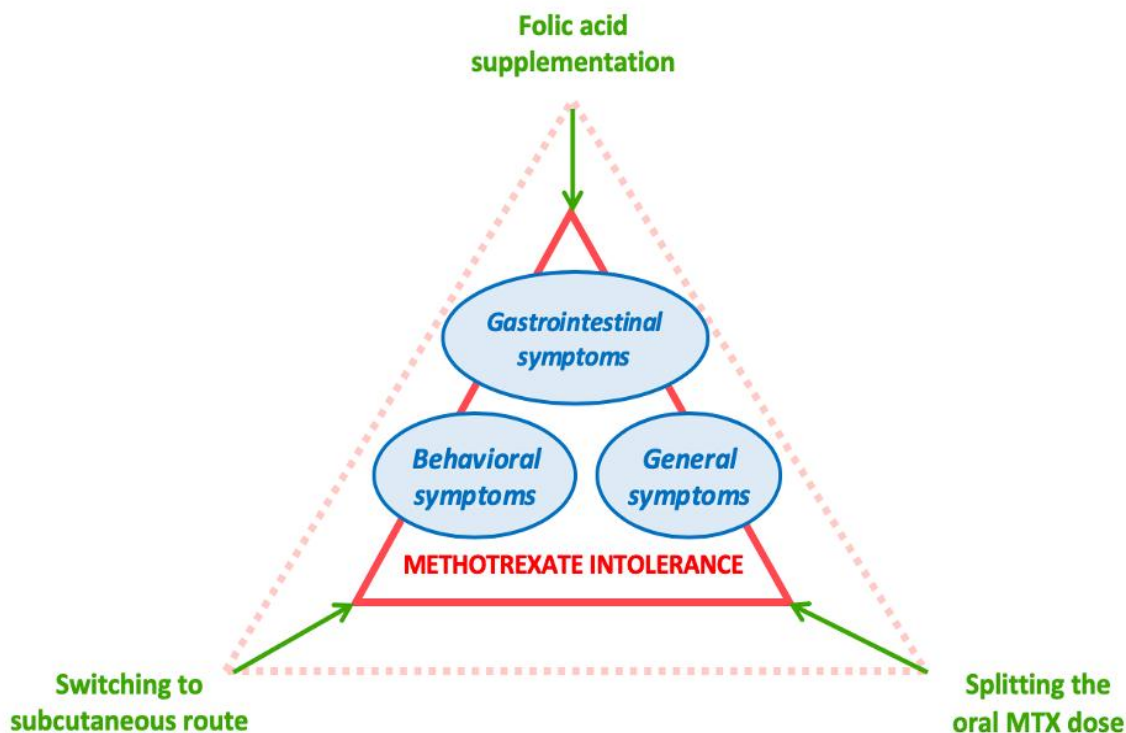 Folic acid
supplementation
Gastrointestinal
symptoms
Behavioral
symptoms
General
symptoms
METHOTREXATE INTOLERANCE
Switching to
subcutaneous route
Splitting the
oral MTX dose